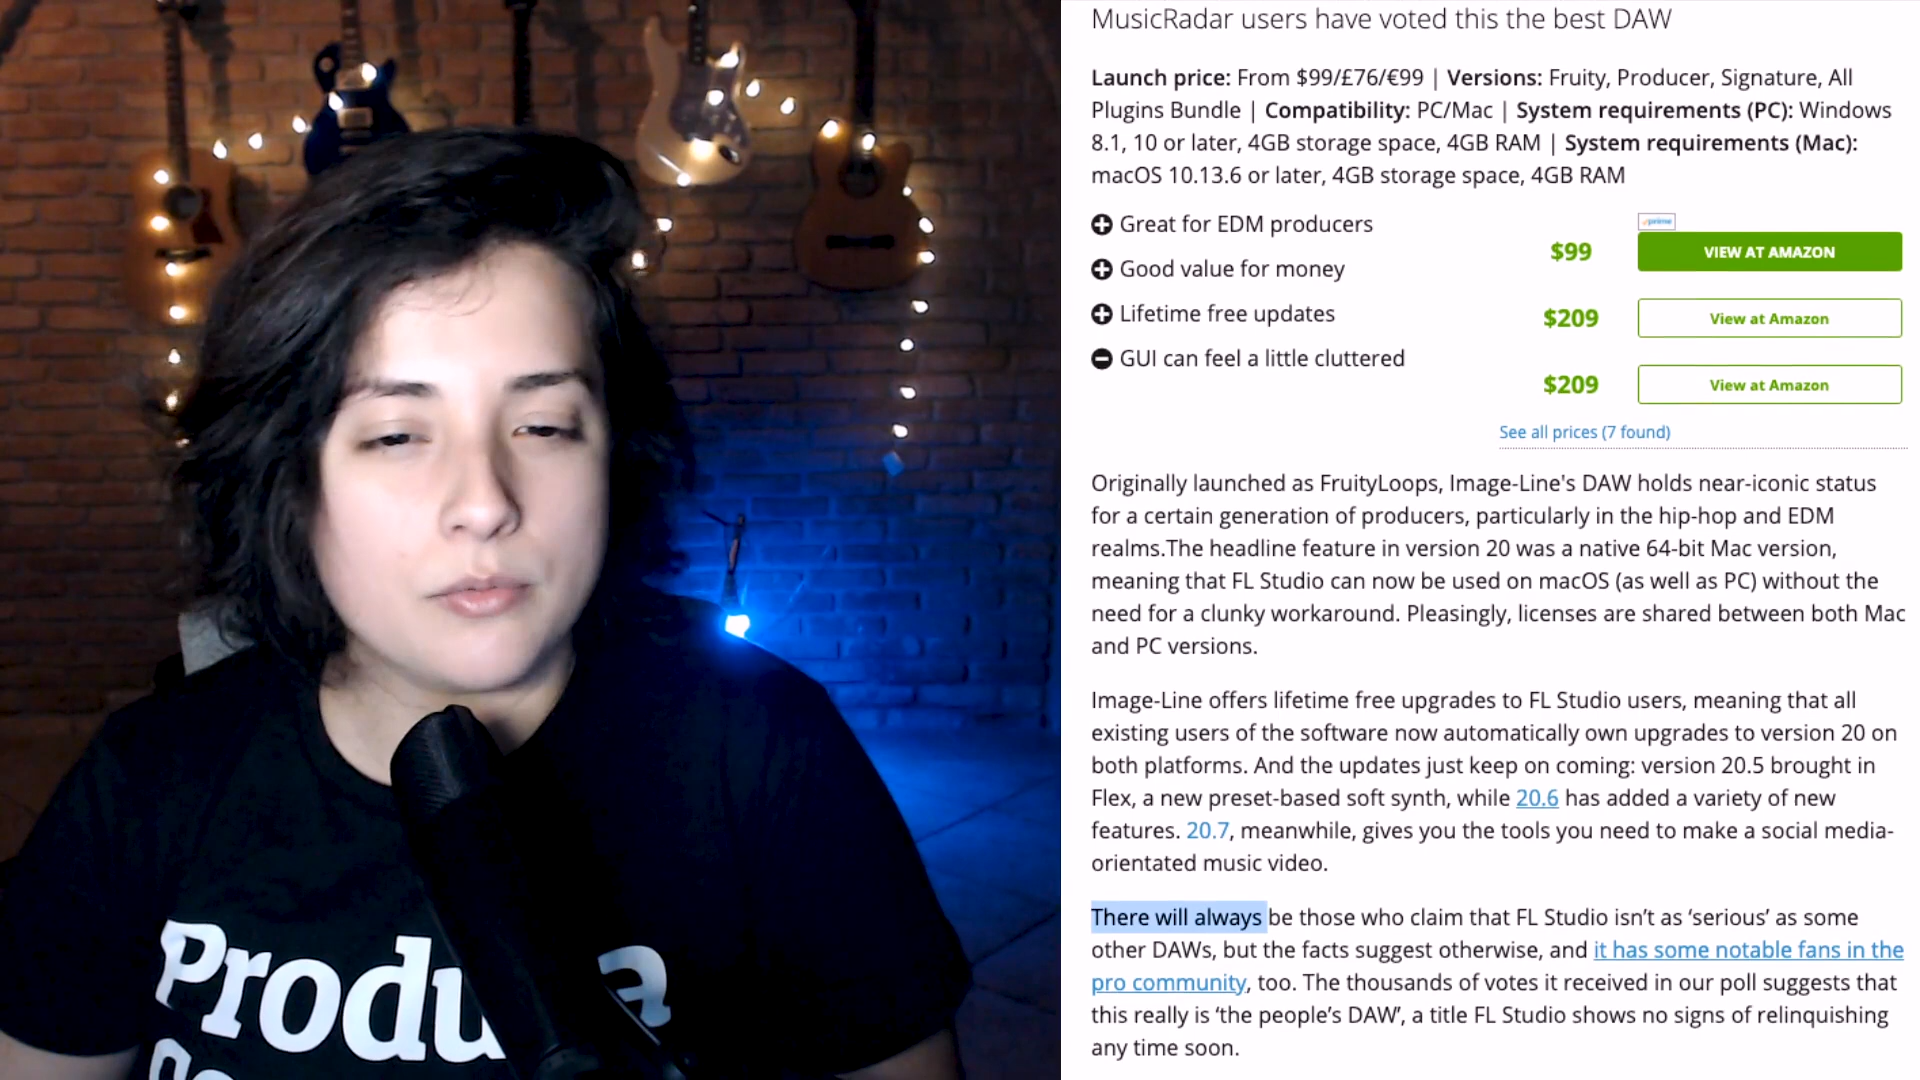 MusicRadar users have voted this the best DAW
Launch price: From $99/£76/€99 | Versions: Fruity, Producer, Signature, All
Plugins Bundle | Compatibility: PC/Mac | System requirements (PC): Windows
8.1, 10 or later, 4GB storage space, 4GB RAM | System requirements (Mac):
macOS 10.13.6 or later, 4GB storage space, 4GB RAM
Great for EDM producers
Good value for money
Lifetime free updates
GUI can feel a little cluttered
prime
$99 VIEW AT AMAZON
$209 View at Amazon
$209 View at Amazon
See all prices (7 found)
Originally launched as FruityLoops, Image-Line's DAW holds near-iconic status
for a certain generation of producers, particularly in the hip-hop and EDM
realms.The headline feature in version 20 was a native 64-bit Mac version,
meaning that FL Studio can now be used on macOS (as well as PC) without the
need for a clunky workaround. Pleasingly, licenses are shared between both Mac
and PC versions.
Image-Line offers lifetime free upgrades to FL Studio users, meaning that all
existing users of the software now automatically own upgrades to version 20 on
both platforms. And the updates just keep on coming: version 20.5 brought in
Flex, a new preset-based soft synth, while 20.6 has added a variety of new
features. 20.7, meanwhile, gives you the tools you need to make a social media-
orientated music video.
There will always be those who claim that FL Studio isn’t as ‘serious’ as some
other DAWs, but the facts suggest otherwise, and it has some notable fans in the
pro community, too. The thousands of votes it received in our poll suggests that
this really is ‘the people’s DAW’, a title FL Studio shows no signs of relinquishing
any time soon.